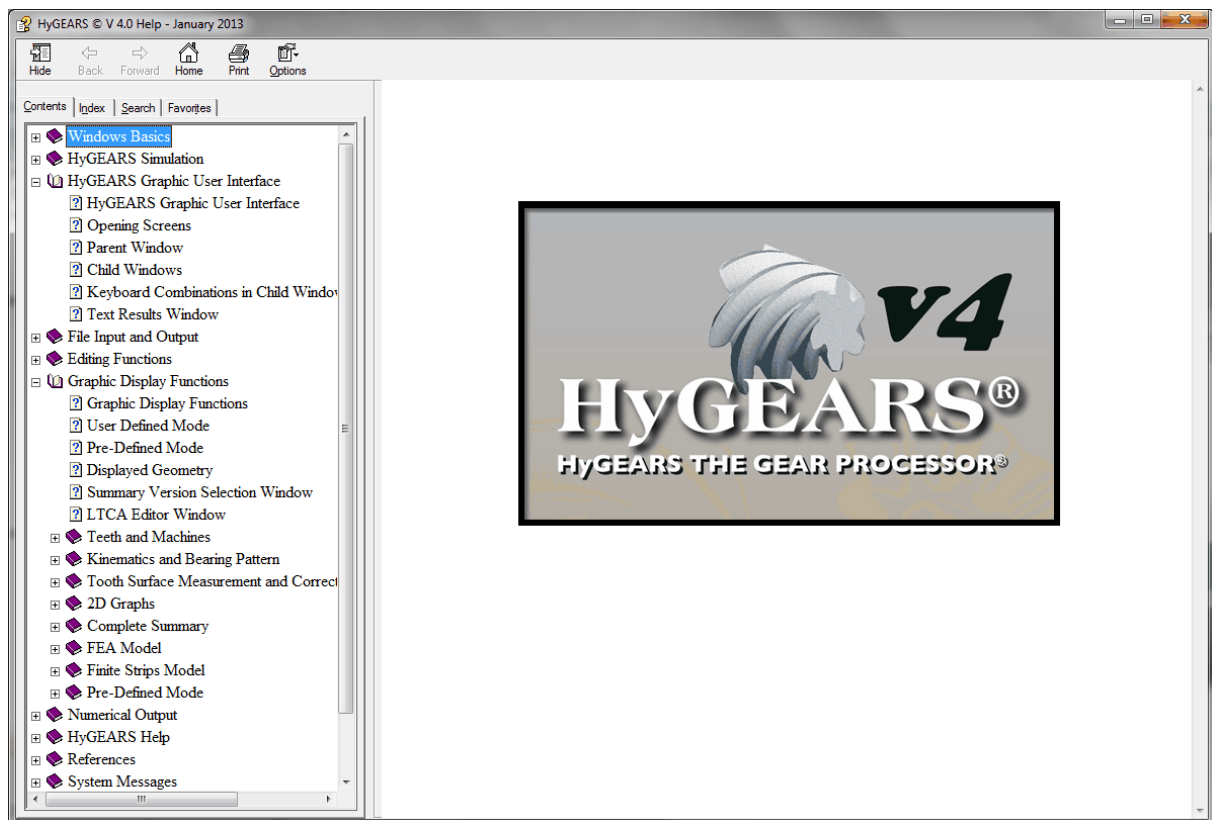 HyGEARS © V 4.0 Help - January 2013
Hide Back Forward Home Print Options
Contents Index Search Favorites
Windows Basics
HyGEARS Simulation
HyGEARS Graphic User Interface
HyGEARS Graphic User Interface
Opening Screens
Parent Window
Child Windows
Keyboard Combinations in Child Window
Text Results Window
File Input and Output
Editing Functions
Graphic Display Functions
Graphic Display Functions
User Defined Mode
Pre-Defined Mode
Displayed Geometry
Summary Version Selection Window
LTCA Editor Window
Teeth and Machines
Kinematics and Bearing Pattern
Tooth Surface Measurement and Correct
2D Graphs
Complete Summary
FEA Model
Finite Strips Model
Pre-Defined Mode
Numerical Output
HyGEARS Help
References
System Messages
v4
HyGEARS®
HyGEARS THE GEAR PROCESSOR®